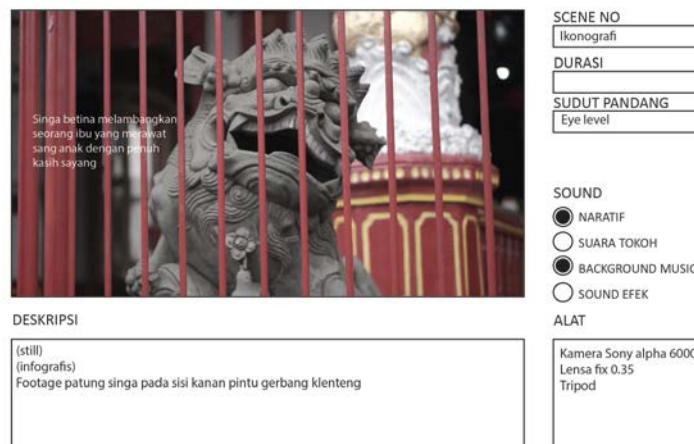 Singa betina melambangkan
seorang ibu yang merawat
sang anak dengan penuh
kasih sayang
SCENE NO
Ikonografi
DURASI
SUDUT PANDANG
Eye level
SOUND
NARATIF
SUARA TOKOH
BACKGROUND MUSIC
SOUND EFEK
DESKRIPSI
(still)
(infografis)
Footage patung singa pada sisi kanan pintu gerbang klenteng
ALAT
Kamera Sony alpha 6000
Lensa fix 0.35
Tripod